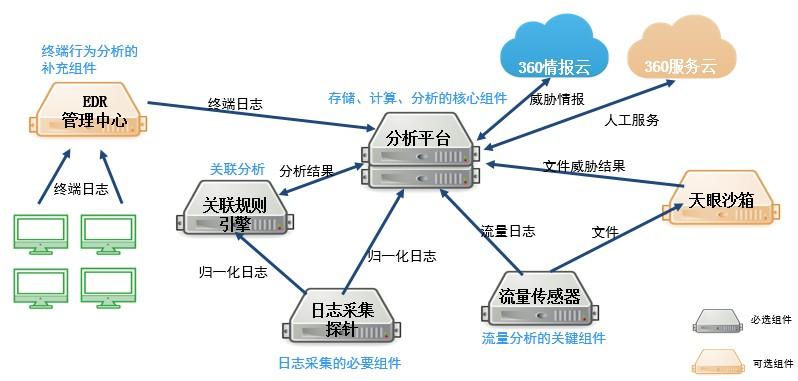 终端行为分析的
补充组件
EDR
管理中心
终端日志
终端日志
存储、计算、分析的核心组件
分析平台
360情报云
360服务云
威胁情报
人工服务
文件威胁结果
天眼沙箱
关联分析
分析结果
关联规则
引擎
归一化日志
归一化日志
流量日志
文件
日志采集
探针
日志采集的必要组件
流量传感器
流量分析的关键组件
必选组件
可选组件